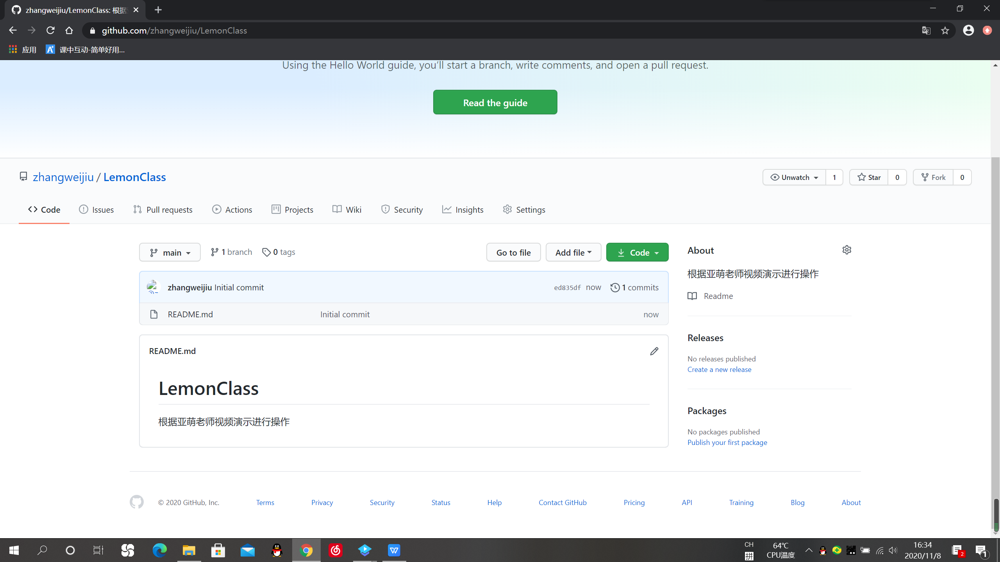 zhangweijiu/LemonClass: 根据
github.com/zhangweijiu/LemonClass
应用
课中互动-简单好用...
Using the Hello World guide, you’ll start a branch, write comments, and open a pull request.
Read the guide
zhangweijiu / LemonClass
Unwatch 1
Star 0
Fork 0
Code Issues Pull requests Actions Projects Wiki Security Insights Settings
main 1 branch 0 tags
Go to file Add file Code
zhangweijiu Initial commit ed835df now 1 commits
README.md Initial commit now
README.md
LemonClass
根据亚萌老师视频演示进行操作
About
根据亚萌老师视频演示进行操作
Readme
Releases
No releases published
Create a new release
Packages
No packages published
Publish your first package
© 2020 GitHub, Inc. Terms Privacy Security Status Help Contact GitHub Pricing API Training Blog About
CH
拼
64℃
CPU温度
16:34
2020/11/8
2
1